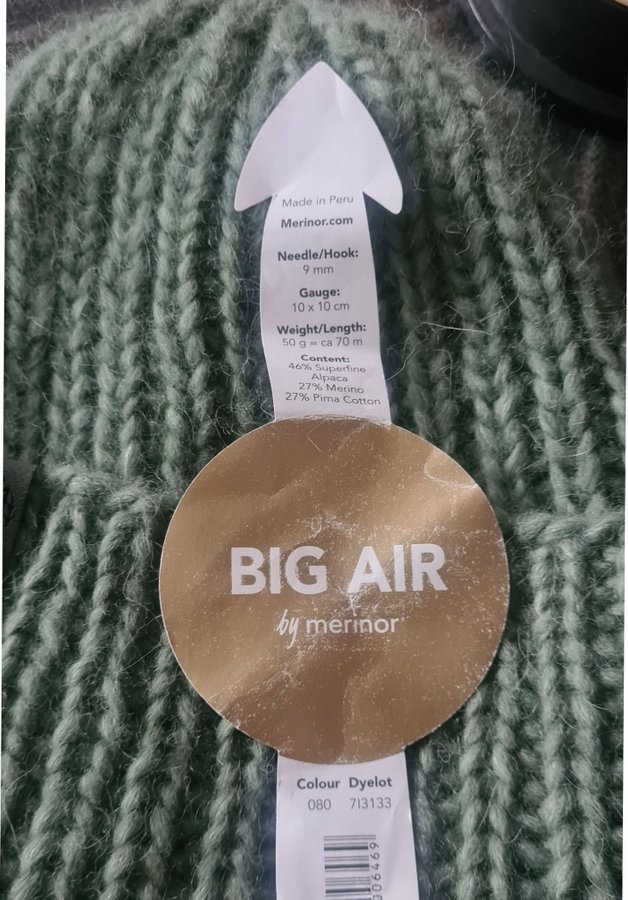 Made in Peru
Merinor.com
Needle/Hook:
9 mm
Gauge:
10 x 10 cm
Weight/Length:
50 g ≈ ca 70 m
Content:
46% Superfine
Alpaca
27% Merino
27% Pima Cotton
BIG AIR
by merinor
Colour Dyelot
080 713133